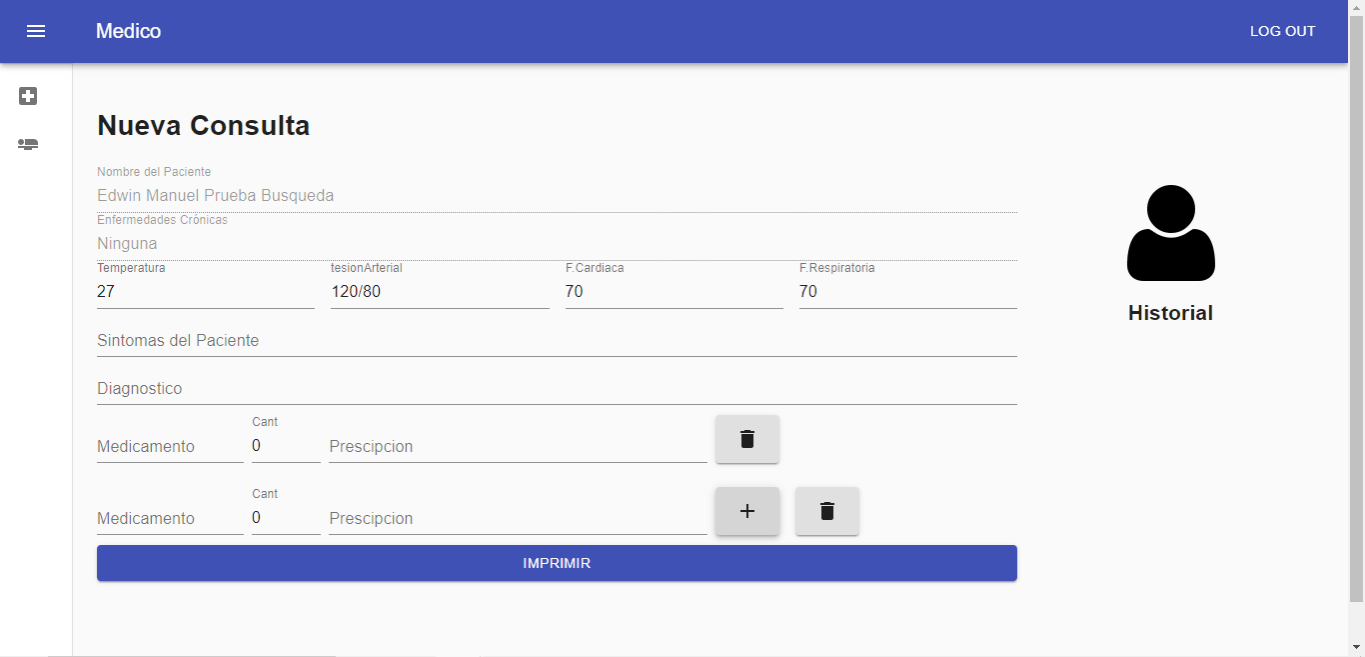 Medico LOG OUT
Nueva Consulta
Nombre del Paciente
Edwin Manuel Prueba Busqueda
Enfermedades Crónicas
Ninguna
Temperatura tesionArterial F.Cardiaca F.Respiratoria
27 120/80 70 70
Historial
Sintomas del Paciente
Diagnostico
Cant
Medicamento 0 Prescipcion
Cant
Medicamento 0 Prescipcion
IMPRIMIR